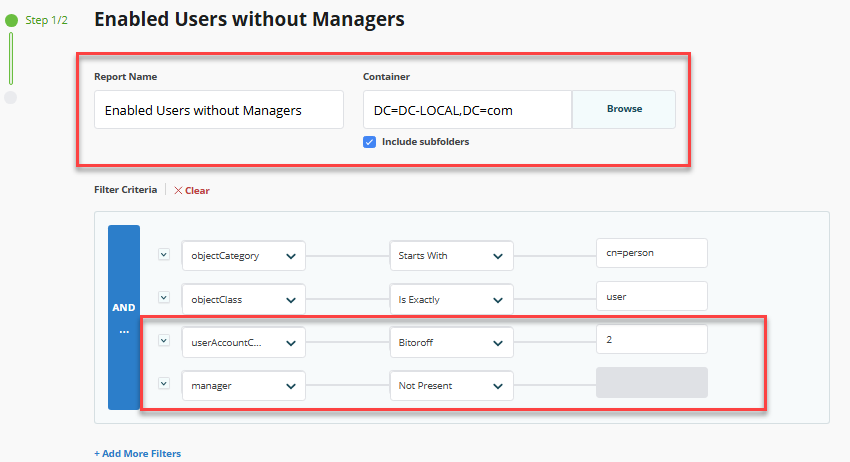 Step 1/2
Enabled Users without Managers
Report Name
Container
Enabled Users without Managers
DC=DC-LOCAL,DC=com
Browse
Include subfolders
Filter Criteria
Clear
AND
...
objectCategory
Starts With
cn=person
objectClass
Is Exactly
user
userAccountC...
Bitoroff
2
manager
Not Present
+ Add More Filters